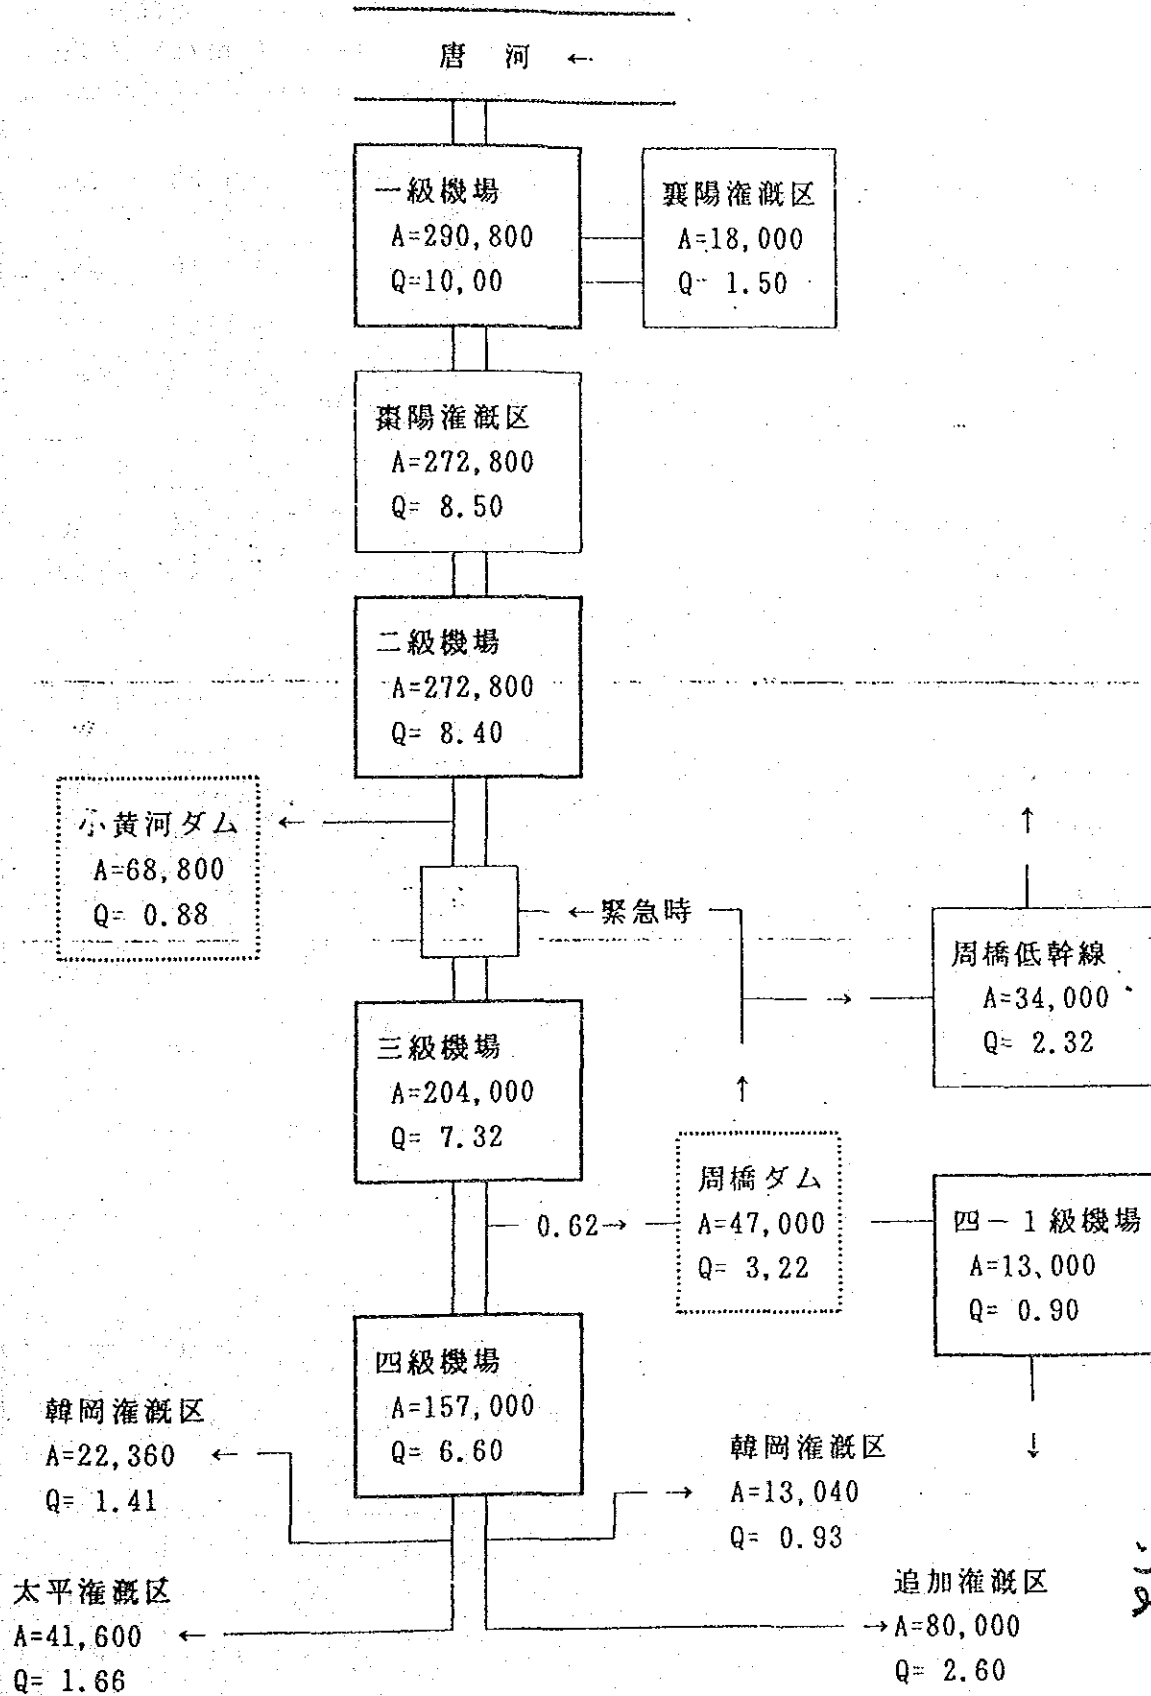 唐 河 ←
一級機場
A=290,800
Q=10,00
襄陽潅漑区
A=18,000
Q- 1.50
棗陽潅漑区
A=272,800
Q= 8.50
二級機場
A=272,800
Q= 8.40
小黄河ダム ←
A=68,800
Q= 0.88
↑
←緊急時
周橋低幹線
A=34,000
Q= 2.32
→
三級機場
A=204,000
Q= 7.32
↑
0.62→
周橋ダム
A=47,000
Q= 3,22
四−1級機場
A=13,000
Q= 0.90
↓
四級機場
A=157,000
Q= 6.60
韓岡潅漑区
A=22,360 ←
Q= 1.41
韓岡潅漑区
→ A=13,040
Q= 0.93
太平潅漑区
A=41,600 ←
Q= 1.66
追加潅漑区
→A=80,000
Q= 2.60